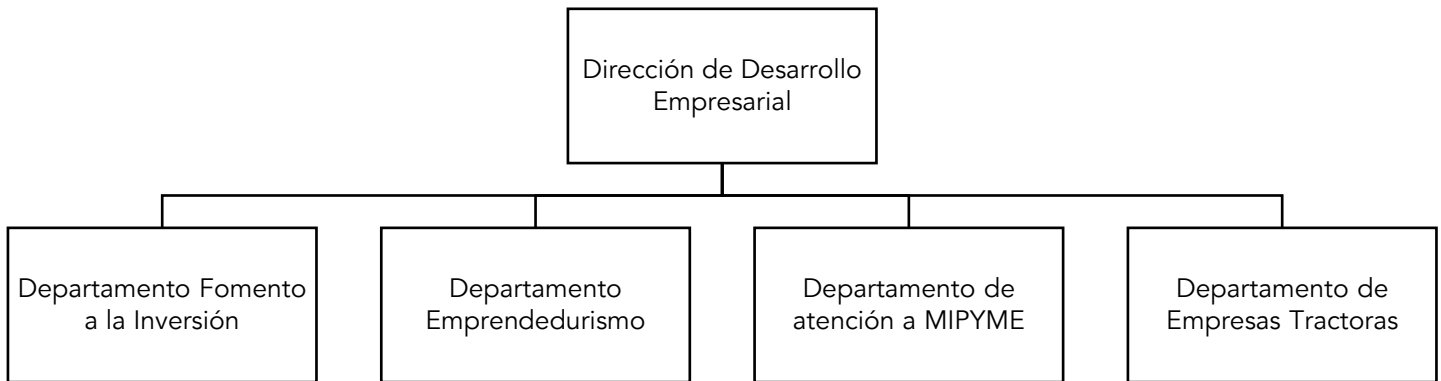 Dirección de Desarrollo
Empresarial
Departamento Fomento
a la Inversión
Departamento
Emprendedurismo
Departamento de
atención a MIPYME
Departamento de
Empresas Tractoras